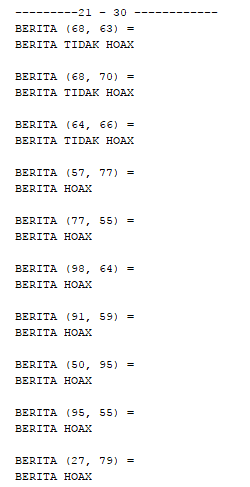 ---------21 - 30 ------------
BERITA (68, 63) =
BERITA TIDAK HOAX
BERITA (68, 70) =
BERITA TIDAK HOAX
BERITA (64, 66) =
BERITA TIDAK HOAX
BERITA (57, 77) =
BERITA HOAX
BERITA (77, 55) =
BERITA HOAX
BERITA (98, 64) =
BERITA HOAX
BERITA (91, 59) =
BERITA HOAX
BERITA (50, 95) =
BERITA HOAX
BERITA (95, 55) =
BERITA HOAX
BERITA (27, 79) =
BERITA HOAX